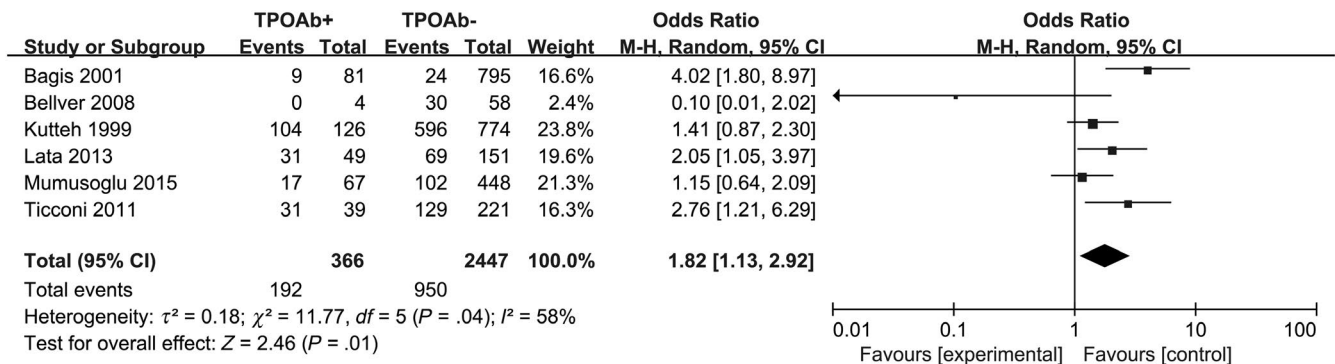 TPOAb+ TPOAb- Odds Ratio Odds Ratio
Study or Subgroup Events Total Events Total Weight M-H, Random, 95% CI M-H, Random, 95% CI
Bagis 2001 9 81 24 795 16.6% 4.02 [1.80, 8.97]
Bellver 2008 0 4 30 58 2.4% 0.10 [0.01, 2.02]
Kutteh 1999 104 126 596 774 23.8% 1.41 [0.87, 2.30]
Lata 2013 31 49 69 151 19.6% 2.05 [1.05, 3.97]
Mumusoglu 2015 17 67 102 448 21.3% 1.15 [0.64, 2.09]
Ticconi 2011 31 39 129 221 16.3% 2.76 [1.21, 6.29]
Total (95% CI) 366 2447 100.0% 1.82 [1.13, 2.92]
Total events 192 950
Heterogeneity: τ² = 0.18; χ² = 11.77, df = 5 (P = .04); I² = 58%
Test for overall effect: Z = 2.46 (P = .01)
0.01 0.1 1 10 100
Favours [experimental] Favours [control]